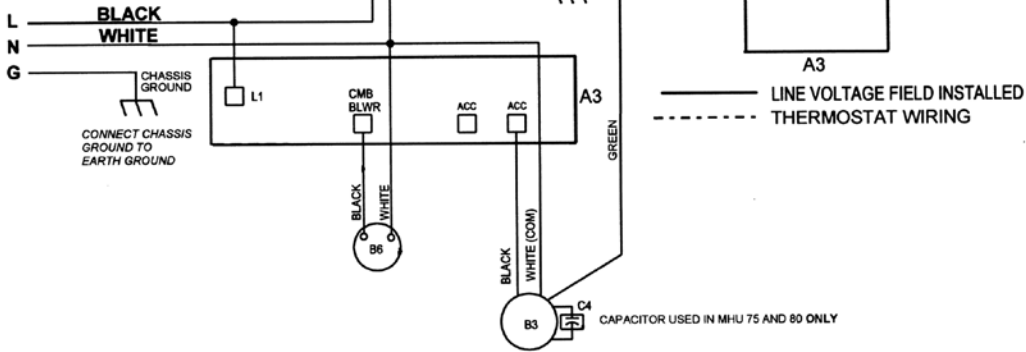 L
BLACK
N
WHITE
G
CHASSIS
GROUND
CONNECT CHASSIS
GROUND TO
EARTH GROUND
L1
CMB
BLWR
ACC
ACC
A3
A3
LINE VOLTAGE FIELD INSTALLED
THERMOSTAT WIRING
GREEN
BLACK
WHITE
B6
BLACK
WHITE (COM)
B3
C4
CAPACITOR USED IN MHU 75 AND 80 ONLY